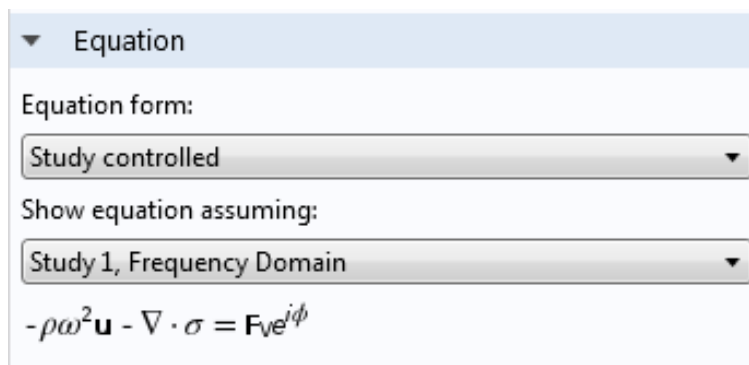 Equation
Equation form:
Study controlled
Show equation assuming:
Study 1, Frequency Domain
-ρω²u - ∇ · σ = Fve^{iϕ}